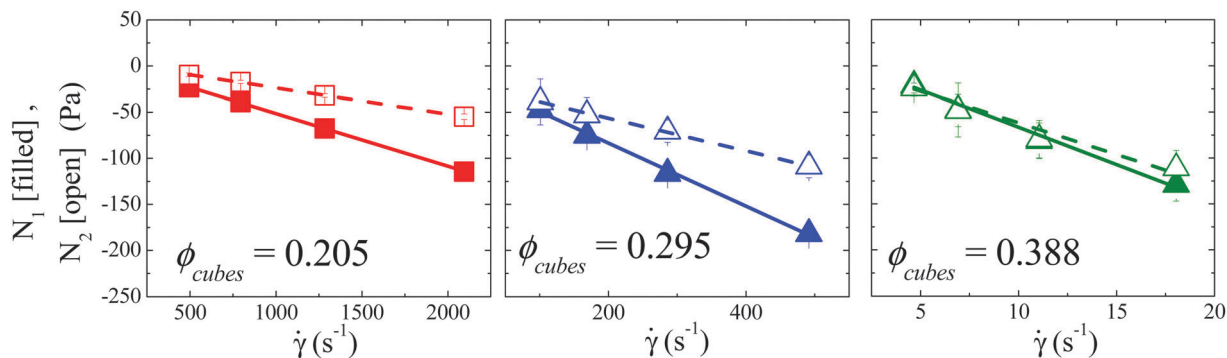 N₁ [filled] ,
N₂ [open] (Pa)
50
0
-50
-100
-150
-200
-250
ϕcubes = 0.205
500 1000 1500 2000
γ̇ (s⁻¹)
ϕcubes = 0.295
200 400
γ̇ (s⁻¹)
ϕcubes = 0.388
5 10 15 20
γ̇ (s⁻¹)